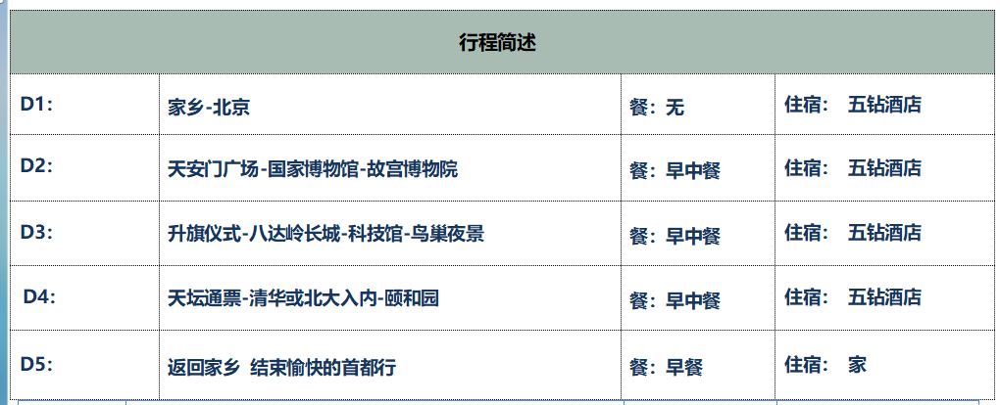 行程简述
D1： 家乡-北京 餐：无 住宿： 五钻酒店
D2： 天安门广场-国家博物馆-故宫博物院 餐：早中餐 住宿： 五钻酒店
D3： 升旗仪式-八达岭长城-科技馆-鸟巢夜景 餐：早中餐 住宿： 五钻酒店
D4： 天坛通票-清华或北大入内-颐和园 餐：早中餐 住宿： 五钻酒店
D5： 返回家乡 结束愉快的首都行 餐：早餐 住宿： 家